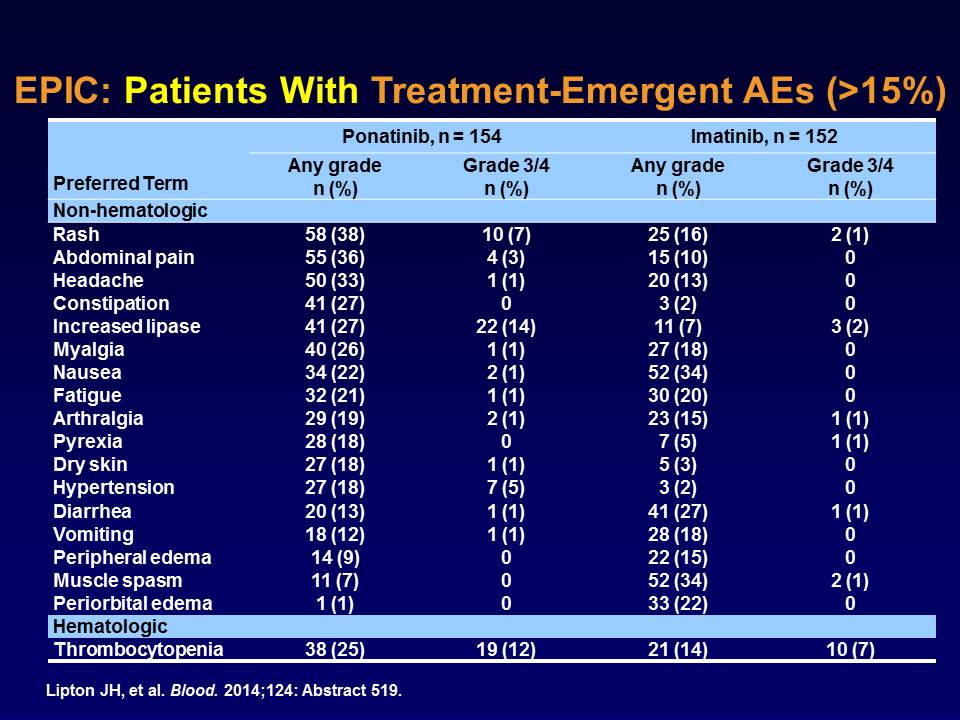 EPIC: Patients With Treatment-Emergent AEs (>15%)
Ponatinib, n = 154 Imatinib, n = 152
Preferred Term Any grade n (%) Grade 3/4 n (%) Any grade n (%) Grade 3/4 n (%)
Non-hematologic
Rash 58 (38) 10 (7) 25 (16) 2 (1)
Abdominal pain 55 (36) 4 (3) 15 (10) 0
Headache 50 (33) 1 (1) 20 (13) 0
Constipation 41 (27) 0 3 (2) 0
Increased lipase 41 (27) 22 (14) 11 (7) 3 (2)
Myalgia 40 (26) 1 (1) 27 (18) 0
Nausea 34 (22) 2 (1) 52 (34) 0
Fatigue 32 (21) 1 (1) 30 (20) 0
Arthralgia 29 (19) 2 (1) 23 (15) 1 (1)
Pyrexia 28 (18) 0 7 (5) 1 (1)
Dry skin 27 (18) 1 (1) 5 (3) 0
Hypertension 27 (18) 7 (5) 3 (2) 0
Diarrhea 20 (13) 1 (1) 41 (27) 1 (1)
Vomiting 18 (12) 1 (1) 28 (18) 0
Peripheral edema 14 (9) 0 22 (15) 0
Muscle spasm 11 (7) 0 52 (34) 2 (1)
Periorbital edema 1 (1) 0 33 (22) 0
Hematologic
Thrombocytopenia 38 (25) 19 (12) 21 (14) 10 (7)
Lipton JH, et al. Blood. 2014;124: Abstract 519.